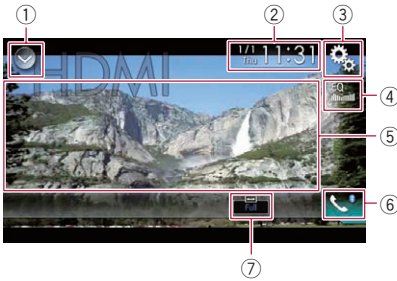 ①
②
③
HDMI
1/1
Thu
11:31
EQ
④
⑤
⑥
Full
⑦